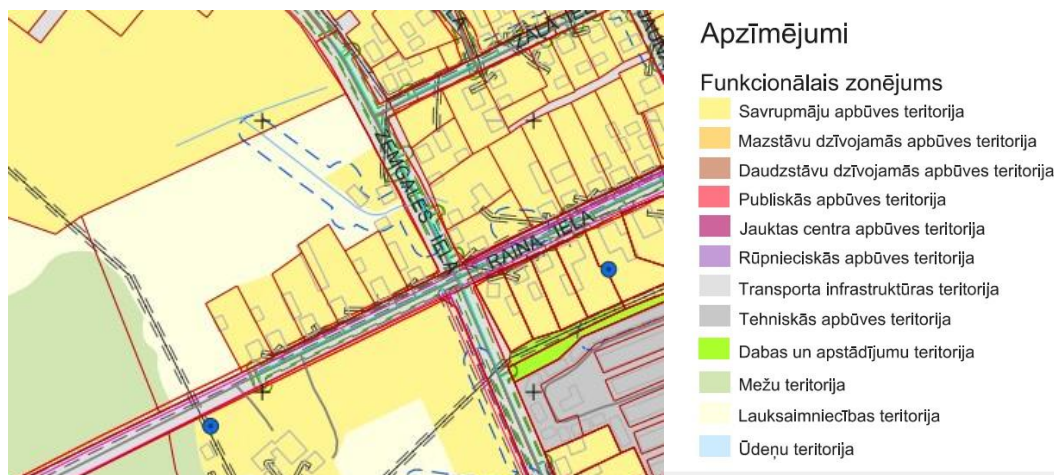 ZAĻĀ IEL
ZEMGALES IELA
RAIŅA IELA
Apzīmējumi
Funkcionālais zonējums
Savrupmāju apbūves teritorija
Mazstāvu dzīvojamās apbūves teritorija
Daudzstāvu dzīvojamās apbūves teritorija
Publiskās apbūves teritorija
Jauktas centra apbūves teritorija
Rūpnieciskās apbūves teritorija
Transporta infrastruktūras teritorija
Tehniskās apbūves teritorija
Dabas un apstādījumu teritorija
Mežu teritorija
Lauksaimniecības teritorija
Ūdeņu teritorija